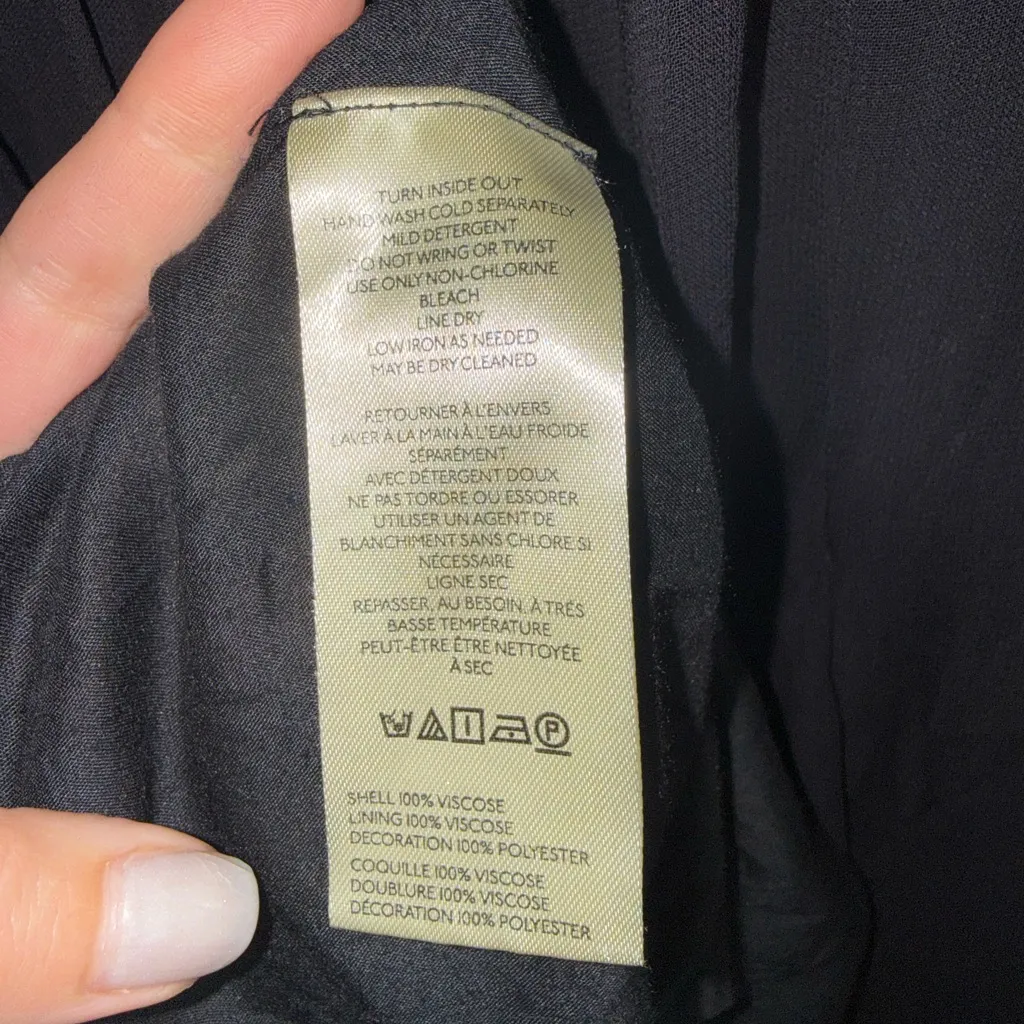 TURN INSIDE OUT
HAND WASH COLD SEPARATELY
MILD DETERGENT
DO NOT WRING OR TWIST
USE ONLY NON-CHLORINE
BLEACH
LINE DRY
LOW IRON AS NEEDED
MAY BE DRY CLEANED
RETOURNER À L'ENVERS
LAVER À LA MAIN À L'EAU FROIDE
SÉPARÉMENT
AVEC DÉTERGENT DOUX
NE PAS TORDRE OU ESSORER
UTILISER UN AGENT DE
BLANCHIMENT SANS CHLORE SI
NÉCESSAIRE
LIGNE SEC
REPASSER, AU BESOIN, À TRÈS
BASSE TEMPÉRATURE
PEUT-ÊTRE ÊTRE NETTOYÉE
À SEC
P
SHELL 100% VISCOSE
LINING 100% VISCOSE
DECORATION 100% POLYESTER
COQUILLE 100% VISCOSE
DOUBLURE 100% VISCOSE
DÉCORATION 100% POLYESTER